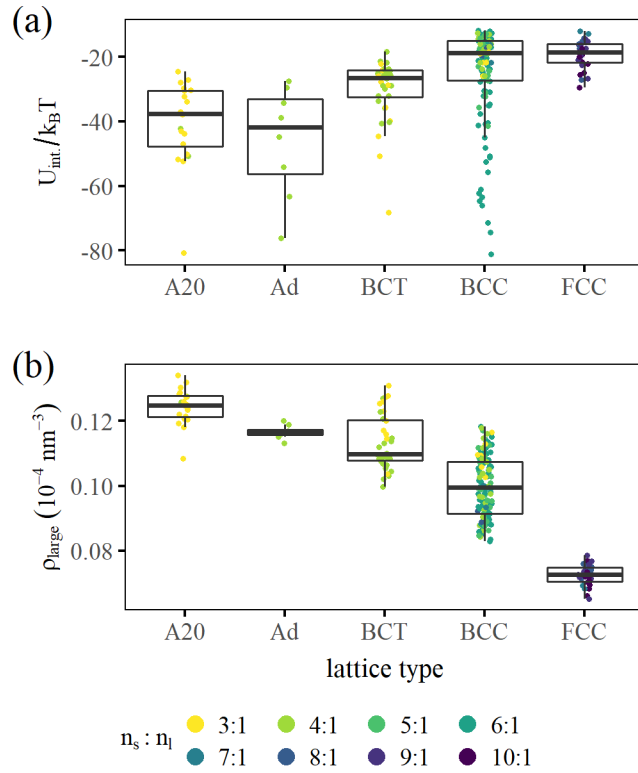 (a)
U_int./k_BT
-20
-40
-60
-80
A20 Ad BCT BCC FCC
(b)
ρ_large (10⁻⁴ nm⁻³)
0.12
0.10
0.08
A20 Ad BCT BCC FCC
lattice type
n_s : n_l
3:1 4:1 5:1 6:1
7:1 8:1 9:1 10:1